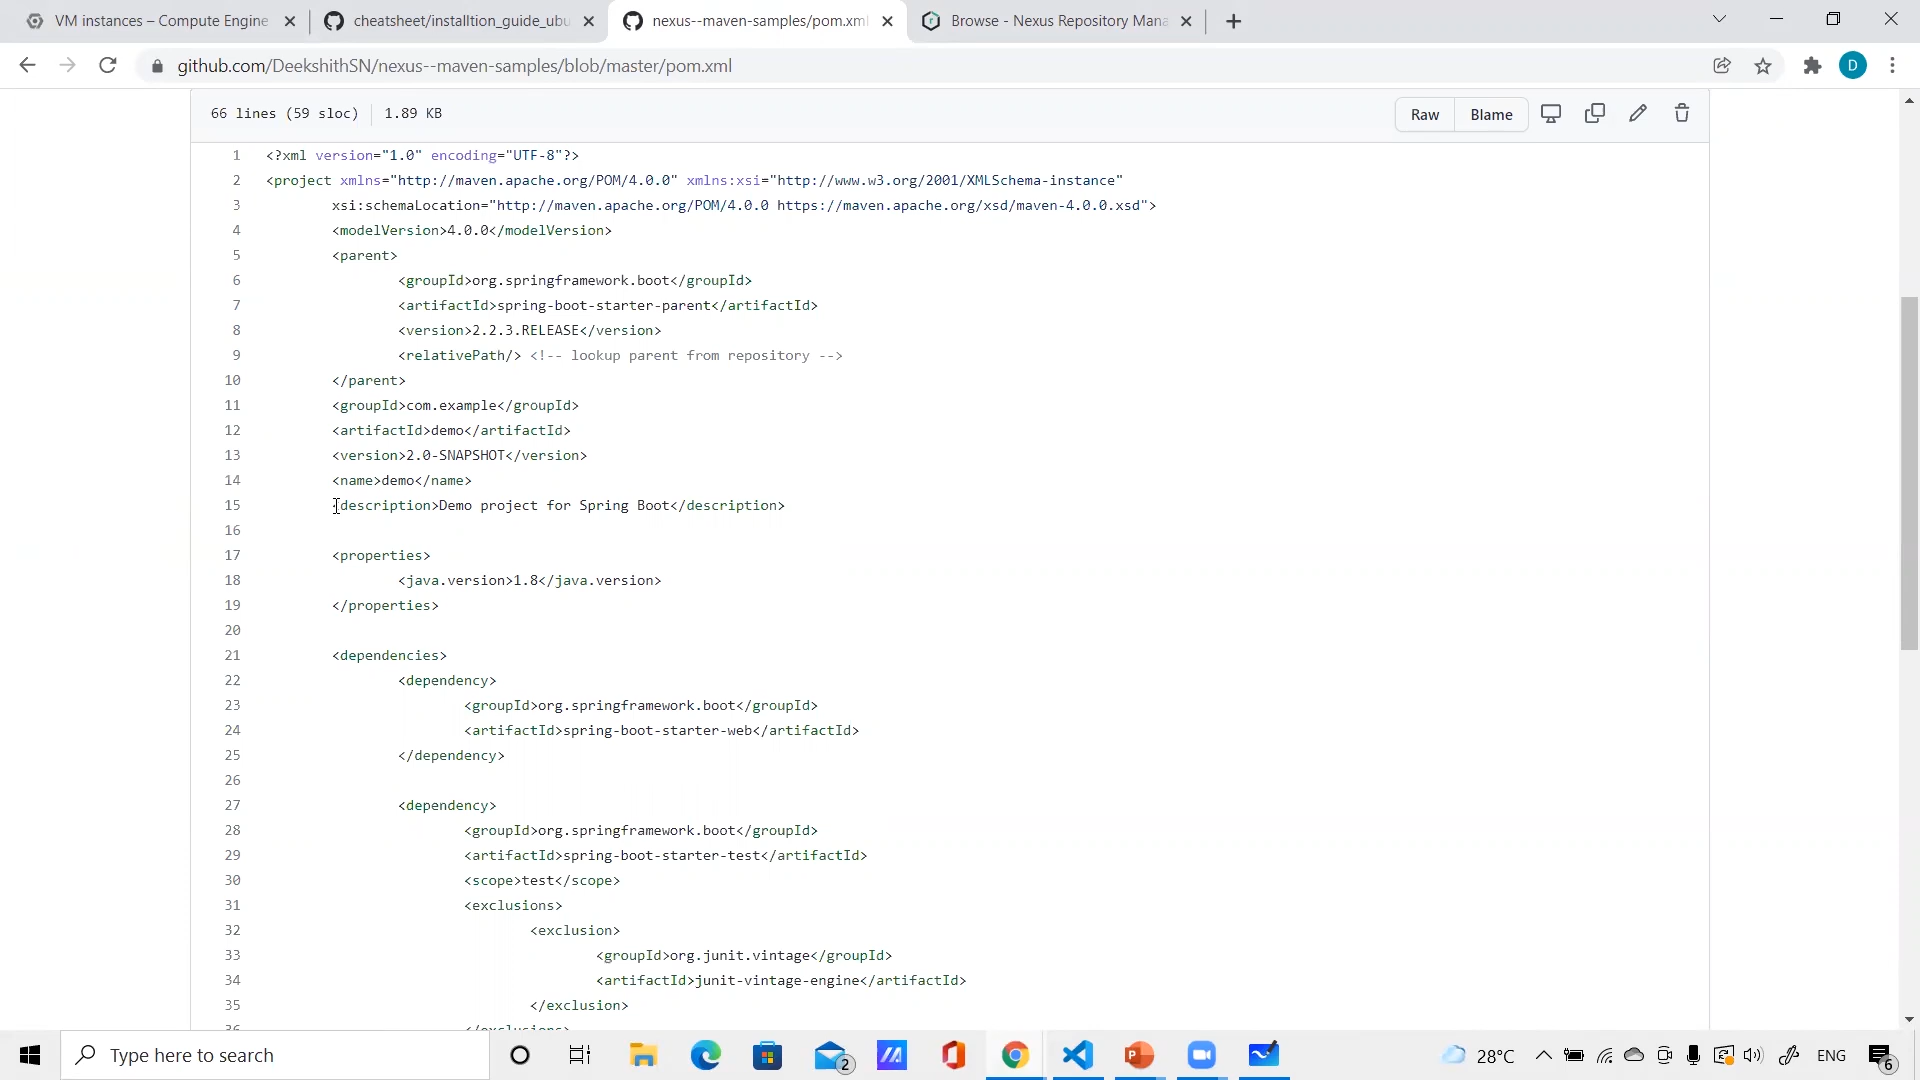 VM instances – Compute Engine
cheatsheet/installtion_guide_ubu
nexus--maven-samples/pom.xml
Browse - Nexus Repository Mana
github.com/DeekshithSN/nexus--maven-samples/blob/master/pom.xml
D
66 lines (59 sloc) 1.89 KB
Raw Blame
1 <?xml version="1.0" encoding="UTF-8"?>
2 <project xmlns="http://maven.apache.org/POM/4.0.0" xmlns:xsi="http://www.w3.org/2001/XMLSchema-instance"
3 xsi:schemaLocation="http://maven.apache.org/POM/4.0.0 https://maven.apache.org/xsd/maven-4.0.0.xsd">
4 <modelVersion>4.0.0</modelVersion>
5 <parent>
6 <groupId>org.springframework.boot</groupId>
7 <artifactId>spring-boot-starter-parent</artifactId>
8 <version>2.2.3.RELEASE</version>
9 <relativePath/> <!-- lookup parent from repository -->
10 </parent>
11 <groupId>com.example</groupId>
12 <artifactId>demo</artifactId>
13 <version>2.0-SNAPSHOT</version>
14 <name>demo</name>
15 <description>Demo project for Spring Boot</description>
16
17 <properties>
18 <java.version>1.8</java.version>
19 </properties>
20
21 <dependencies>
22 <dependency>
23 <groupId>org.springframework.boot</groupId>
24 <artifactId>spring-boot-starter-web</artifactId>
25 </dependency>
26
27 <dependency>
28 <groupId>org.springframework.boot</groupId>
29 <artifactId>spring-boot-starter-test</artifactId>
30 <scope>test</scope>
31 <exclusions>
32 <exclusion>
33 <groupId>org.junit.vintage</groupId>
34 <artifactId>junit-vintage-engine</artifactId>
35 </exclusion>
36 </exclusions>
Type here to search
2
28°C
ENG
6